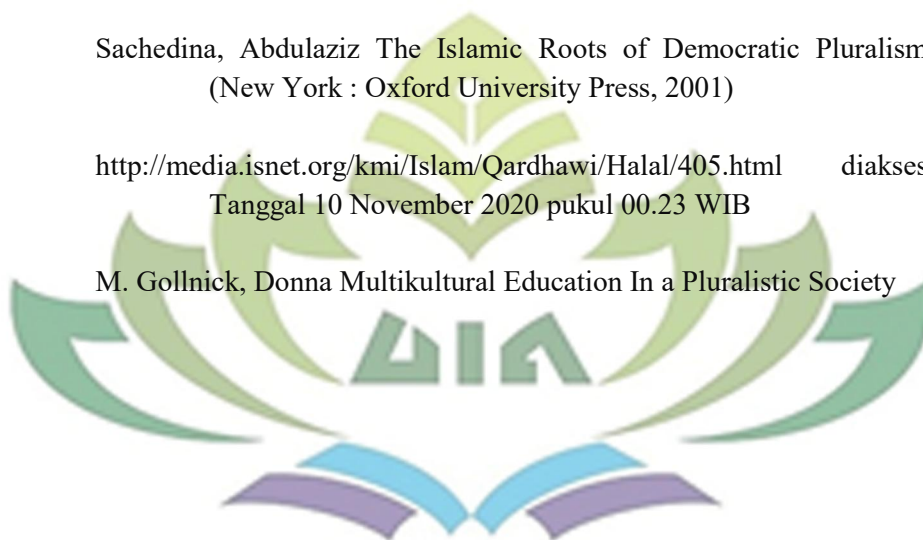 Sachedina, Abdulaziz The Islamic Roots of Democratic Pluralism
(New York : Oxford University Press, 2001)
http://media.isnet.org/kmi/Islam/Qardhawi/Halal/405.html diakses
Tanggal 10 November 2020 pukul 00.23 WIB
M. Gollnick, Donna Multikultural Education In a Pluralistic Society
UIN